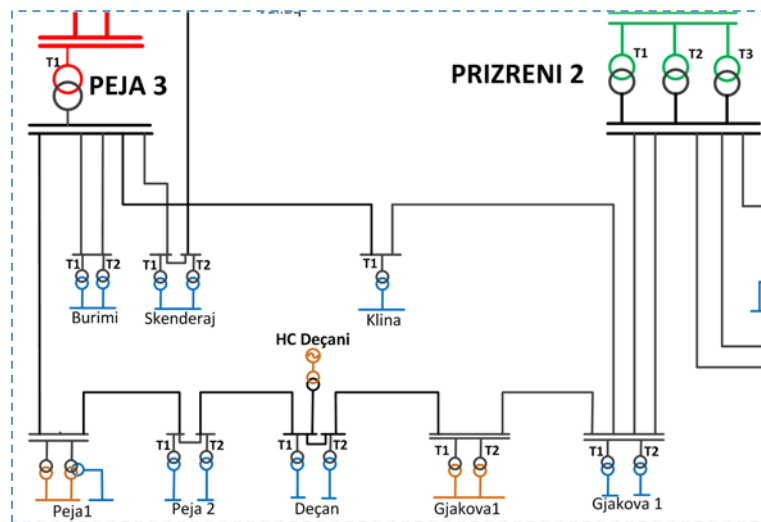 T1
PEJA 3
PRIZRENI 2
T1
T2
T3
T1
T2
T1
T2
T1
Burimi
Skenderaj
Klina
HC Deçani
T1
T2
T1
T2
T1
T2
T1
T2
Peja1
Peja 2
Deçan
Gjakova1
Gjakova 1